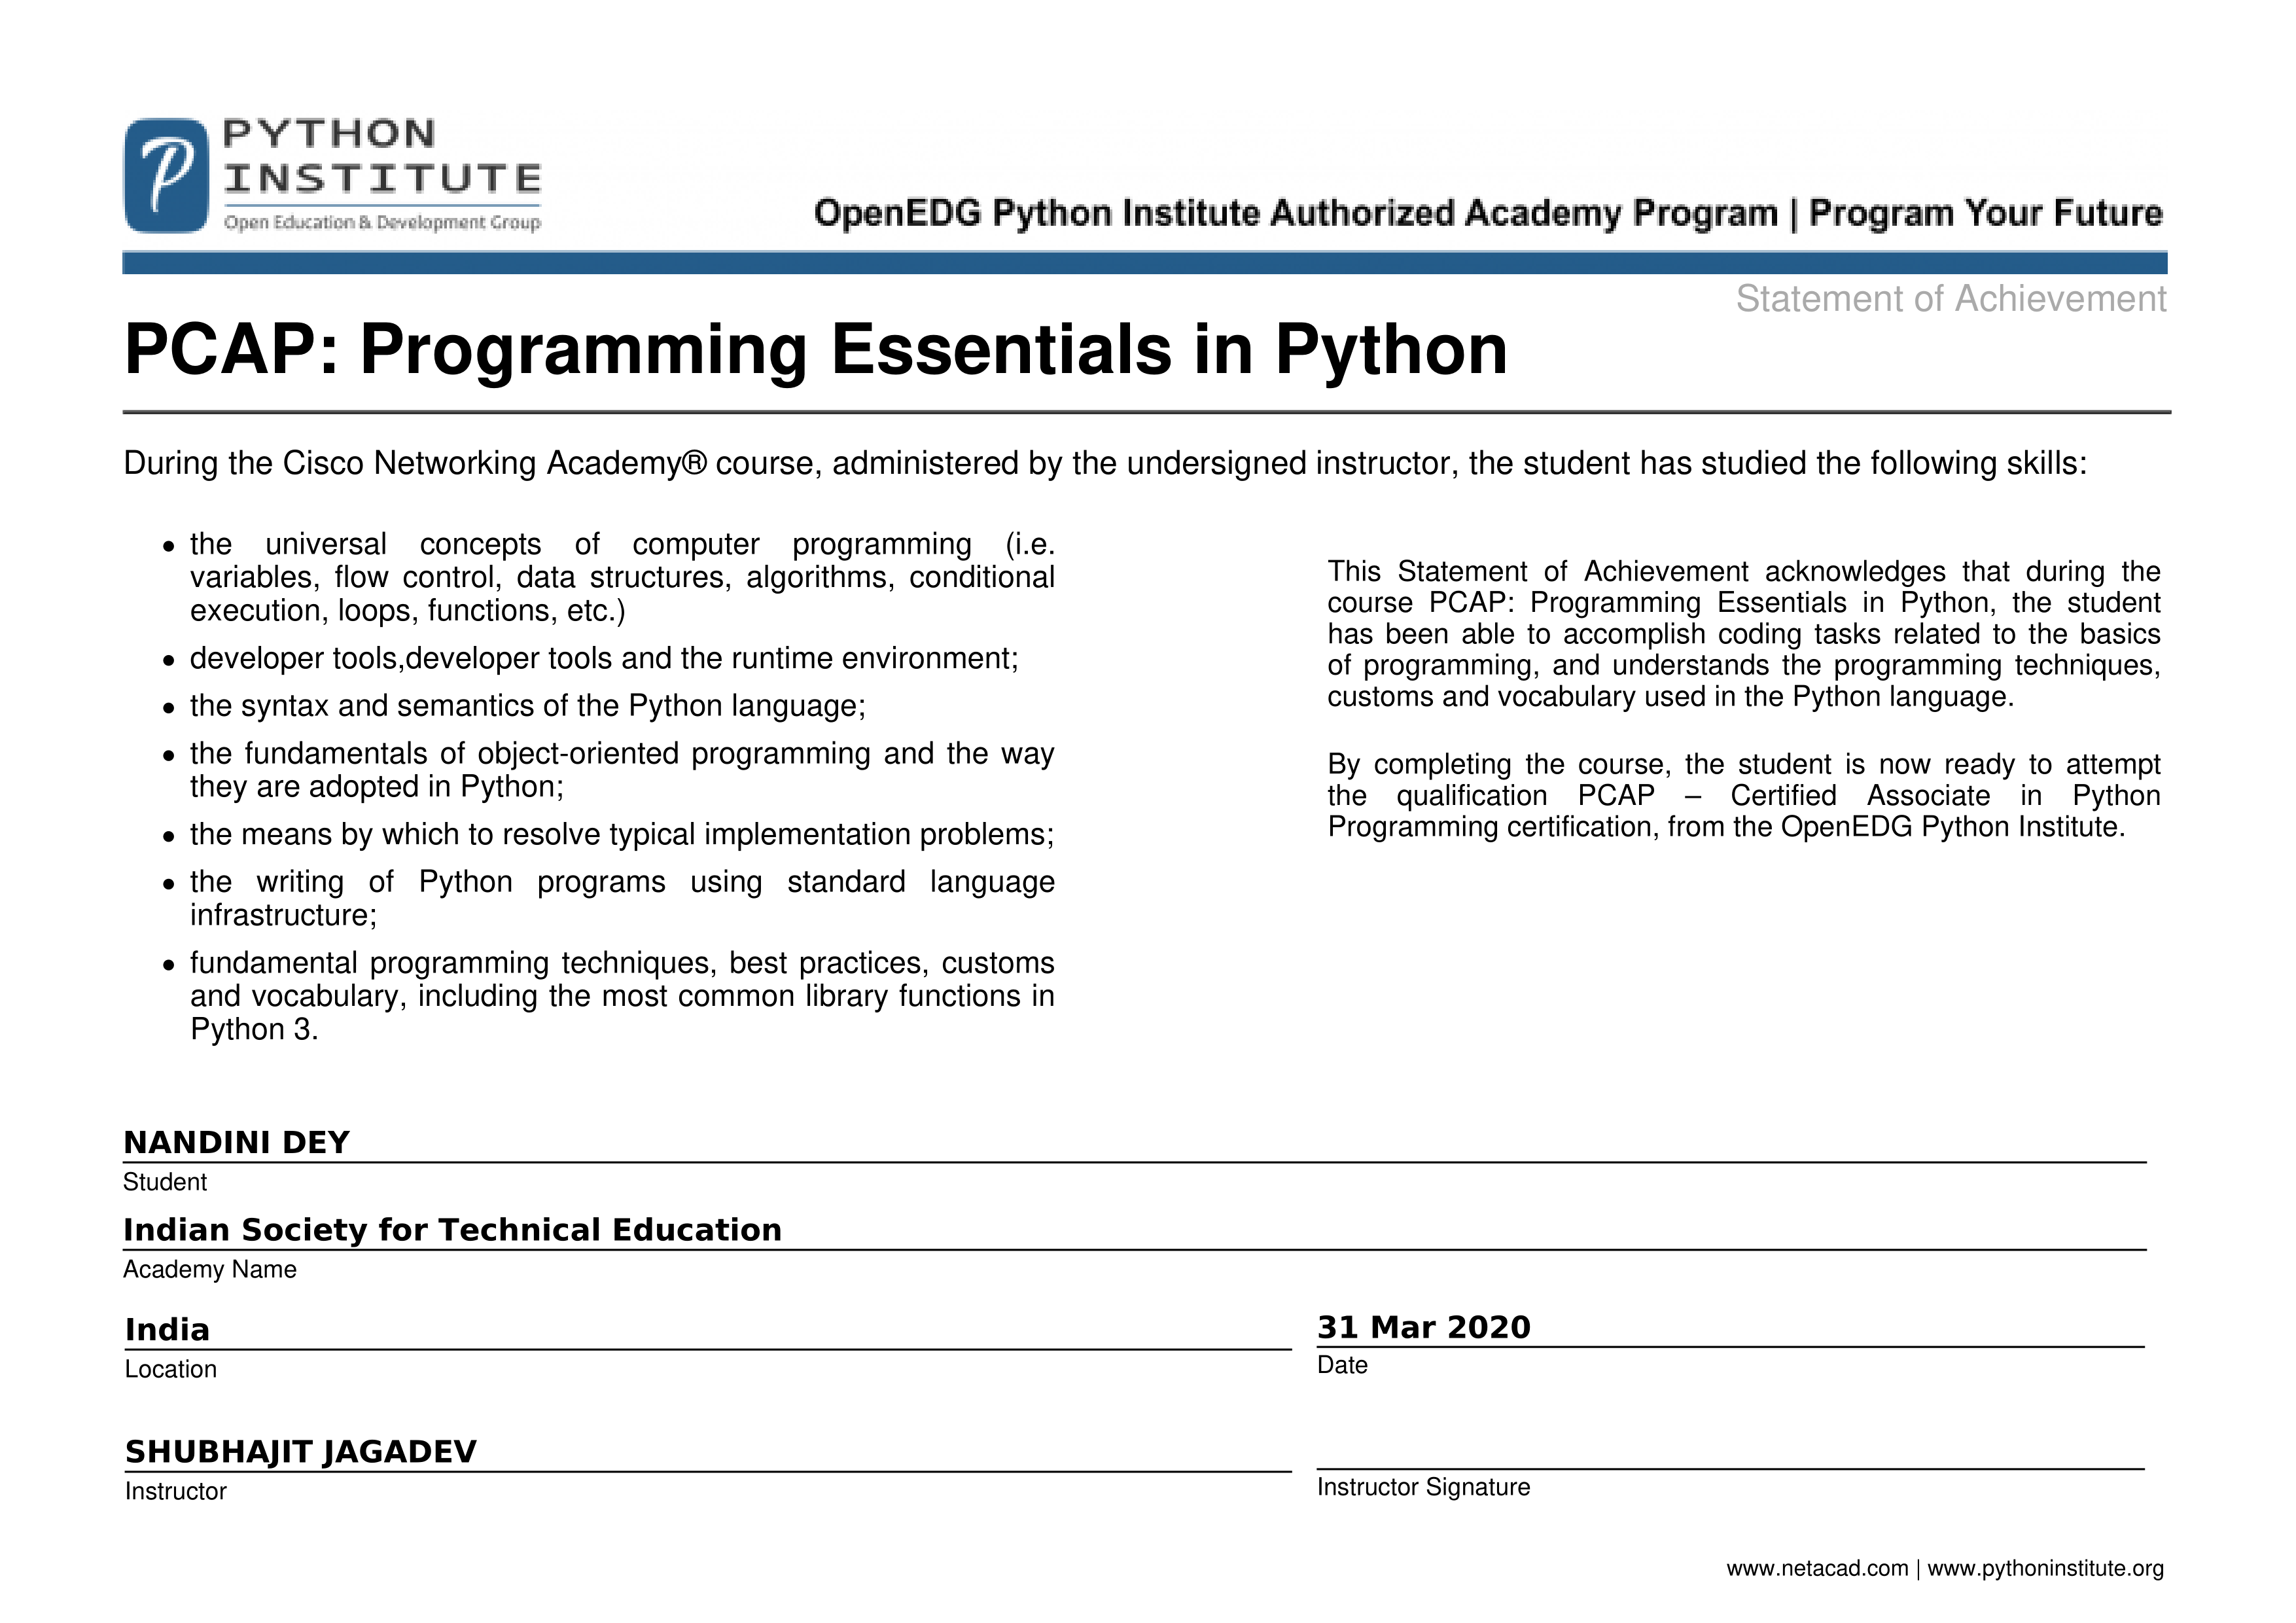 PYTHON
INSTITUTE
Open Education & Development Group
OpenEDG Python Institute Authorized Academy Program | Program Your Future
Statement of Achievement
PCAP: Programming Essentials in Python
During the Cisco Networking Academy® course, administered by the undersigned instructor, the student has studied the following skills:
• the universal concepts of computer programming (i.e.
variables, flow control, data structures, algorithms, conditional
execution, loops, functions, etc.)
• developer tools,developer tools and the runtime environment;
• the syntax and semantics of the Python language;
• the fundamentals of object-oriented programming and the way
they are adopted in Python;
• the means by which to resolve typical implementation problems;
• the writing of Python programs using standard language
infrastructure;
• fundamental programming techniques, best practices, customs
and vocabulary, including the most common library functions in
Python 3.
This Statement of Achievement acknowledges that during the
course PCAP: Programming Essentials in Python, the student
has been able to accomplish coding tasks related to the basics
of programming, and understands the programming techniques,
customs and vocabulary used in the Python language.
By completing the course, the student is now ready to attempt
the qualification PCAP – Certified Associate in Python
Programming certification, from the OpenEDG Python Institute.
NANDINI DEY
Student
Indian Society for Technical Education
Academy Name
India
Location
31 Mar 2020
Date
SHUBHAJIT JAGADEV
Instructor
Instructor Signature
www.netacad.com | www.pythoninstitute.org